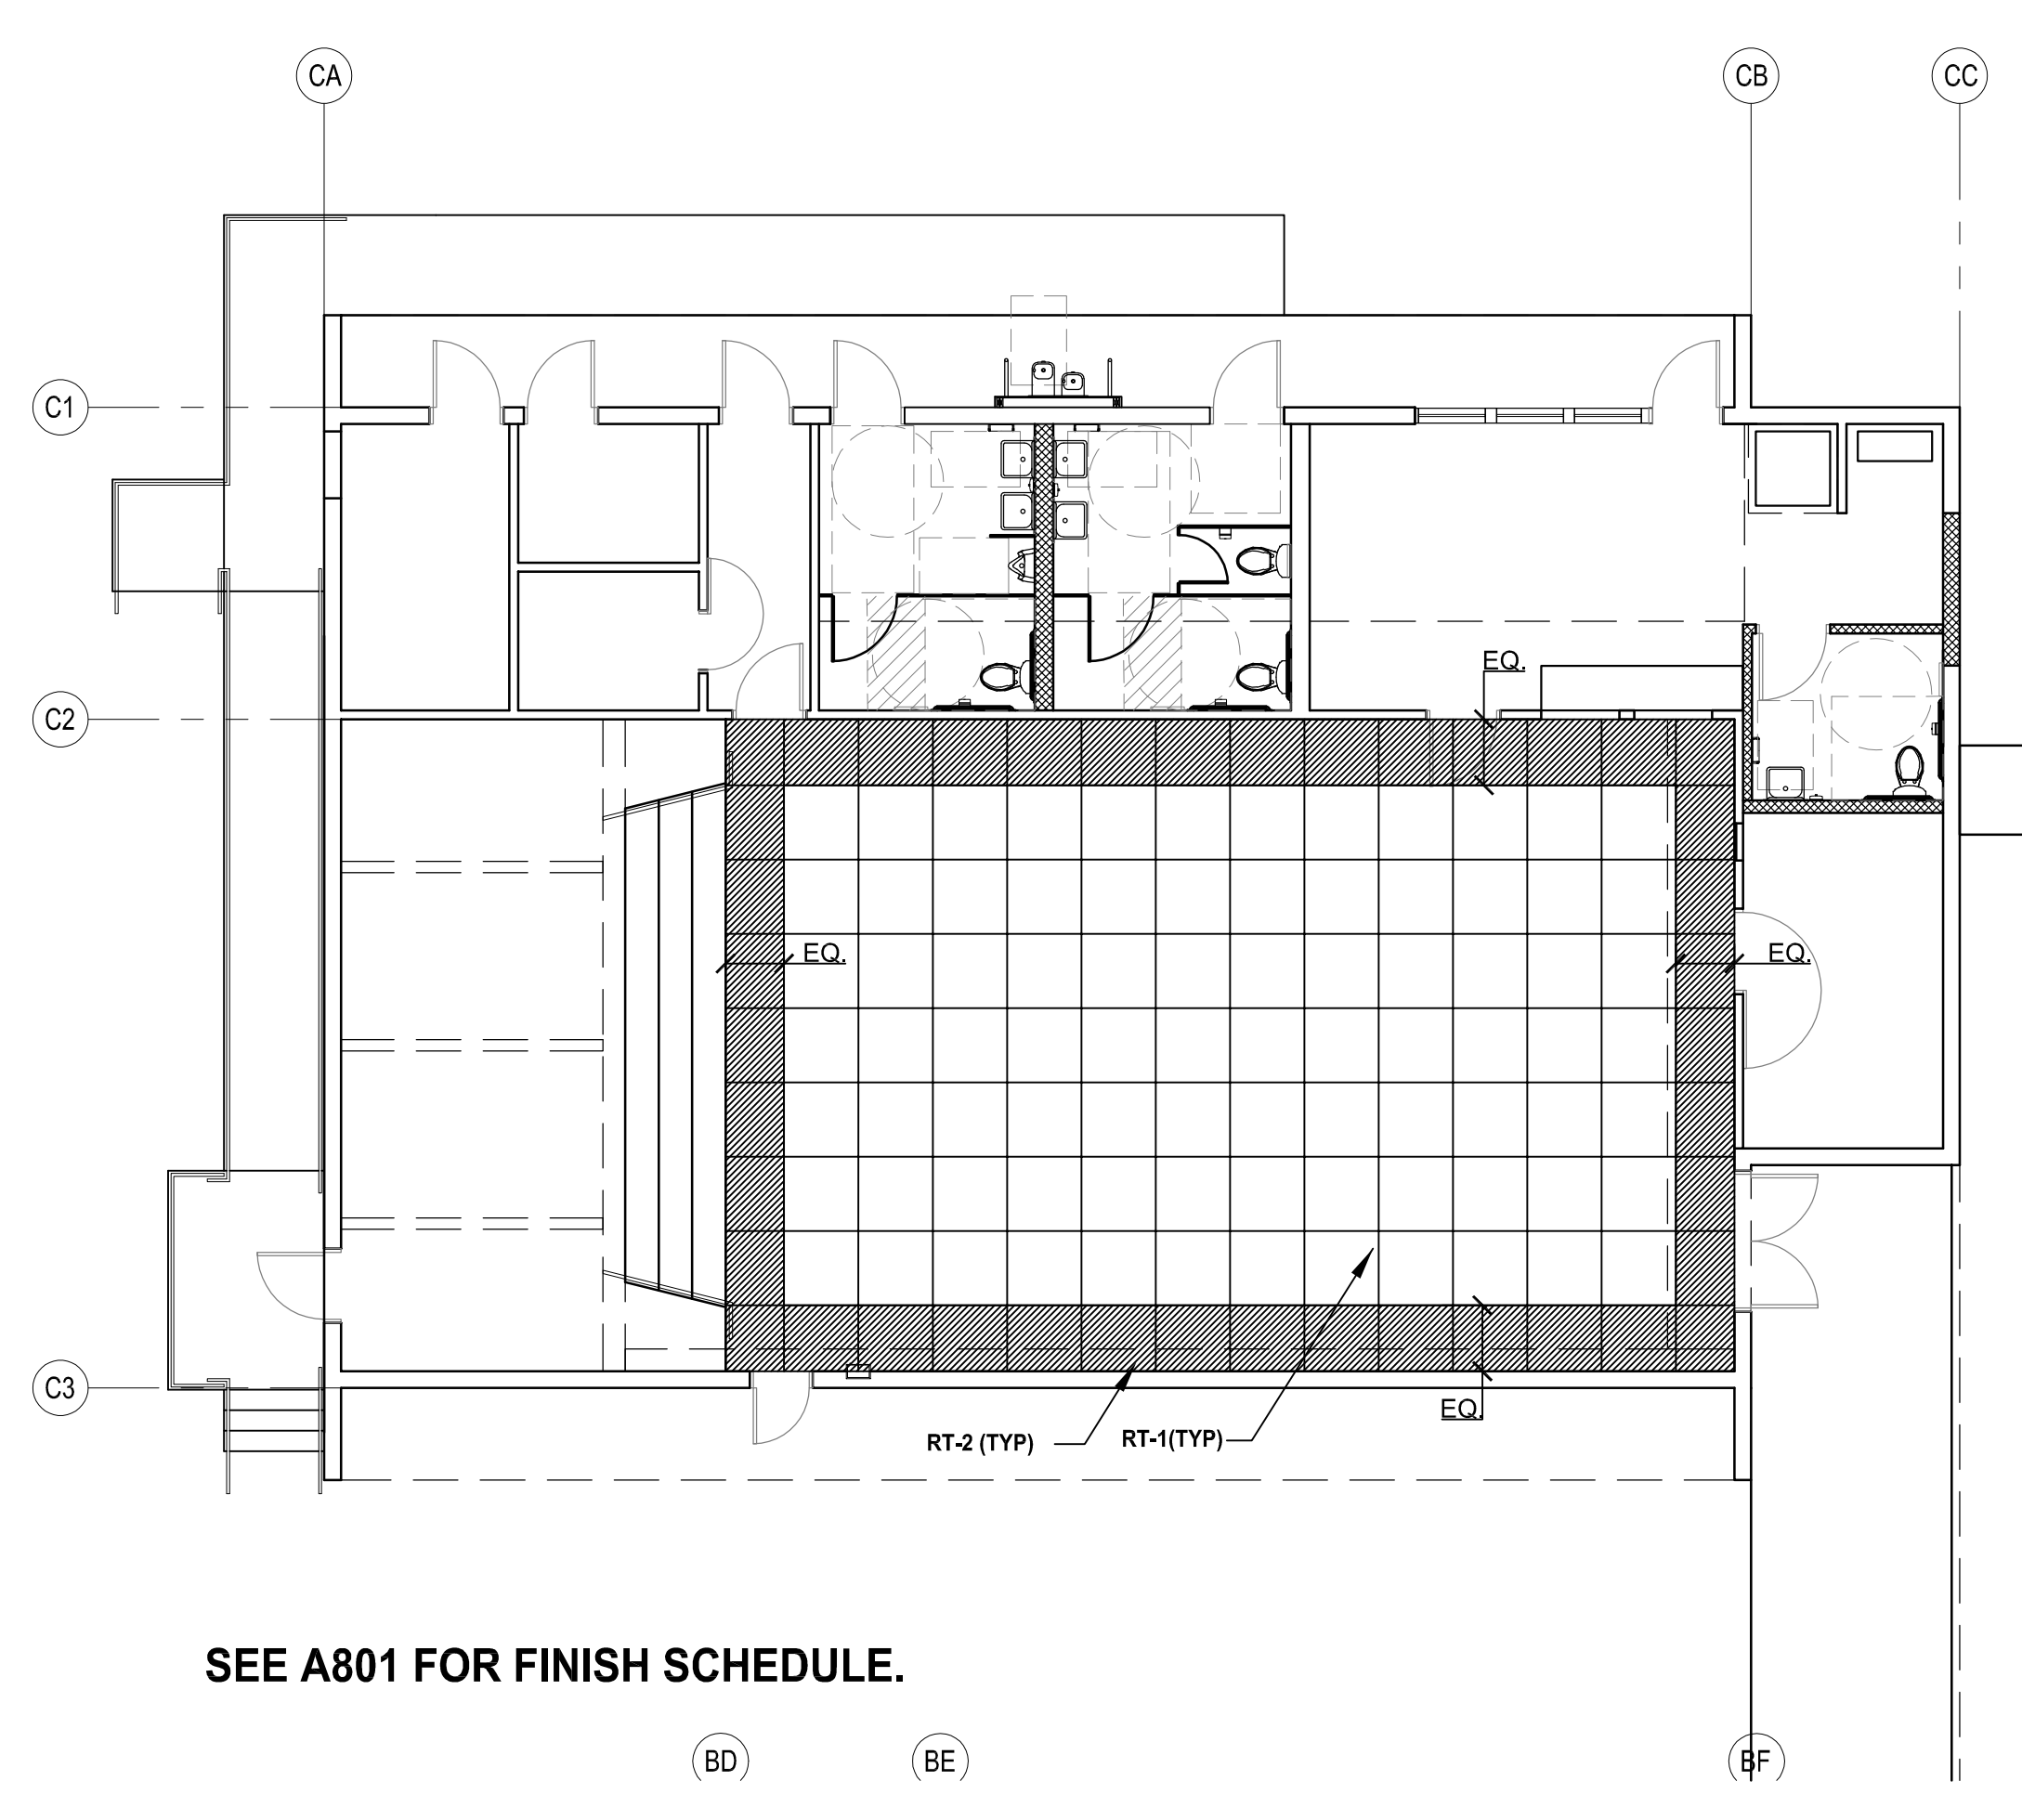 CA
CB
CC
C1
C2
EQ.
EQ.
EQ.
C3
EQ.
RT-2 (TYP)
RT-1(TYP)
SEE A801 FOR FINISH SCHEDULE.
BD
BE
BF